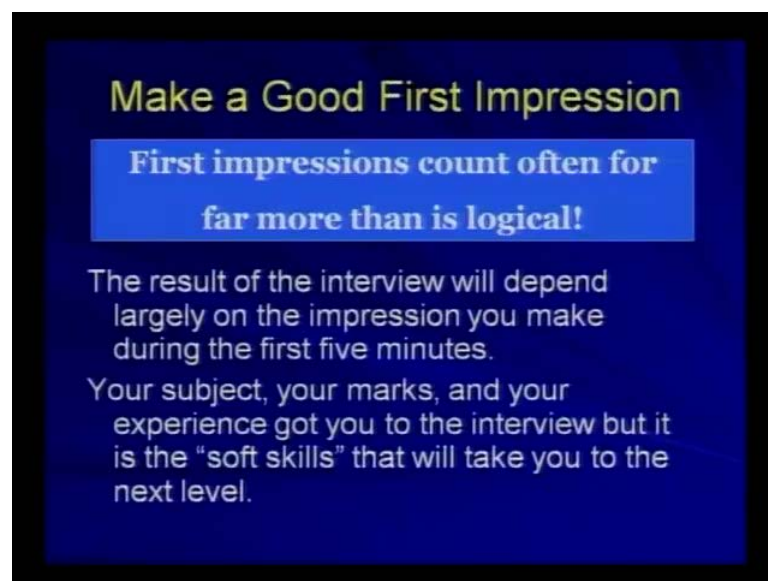 Make a Good First Impression
First impressions count often for
far more than is logical!
The result of the interview will depend
largely on the impression you make
during the first five minutes.
Your subject, your marks, and your
experience got you to the interview but it
is the “soft skills” that will take you to the
next level.